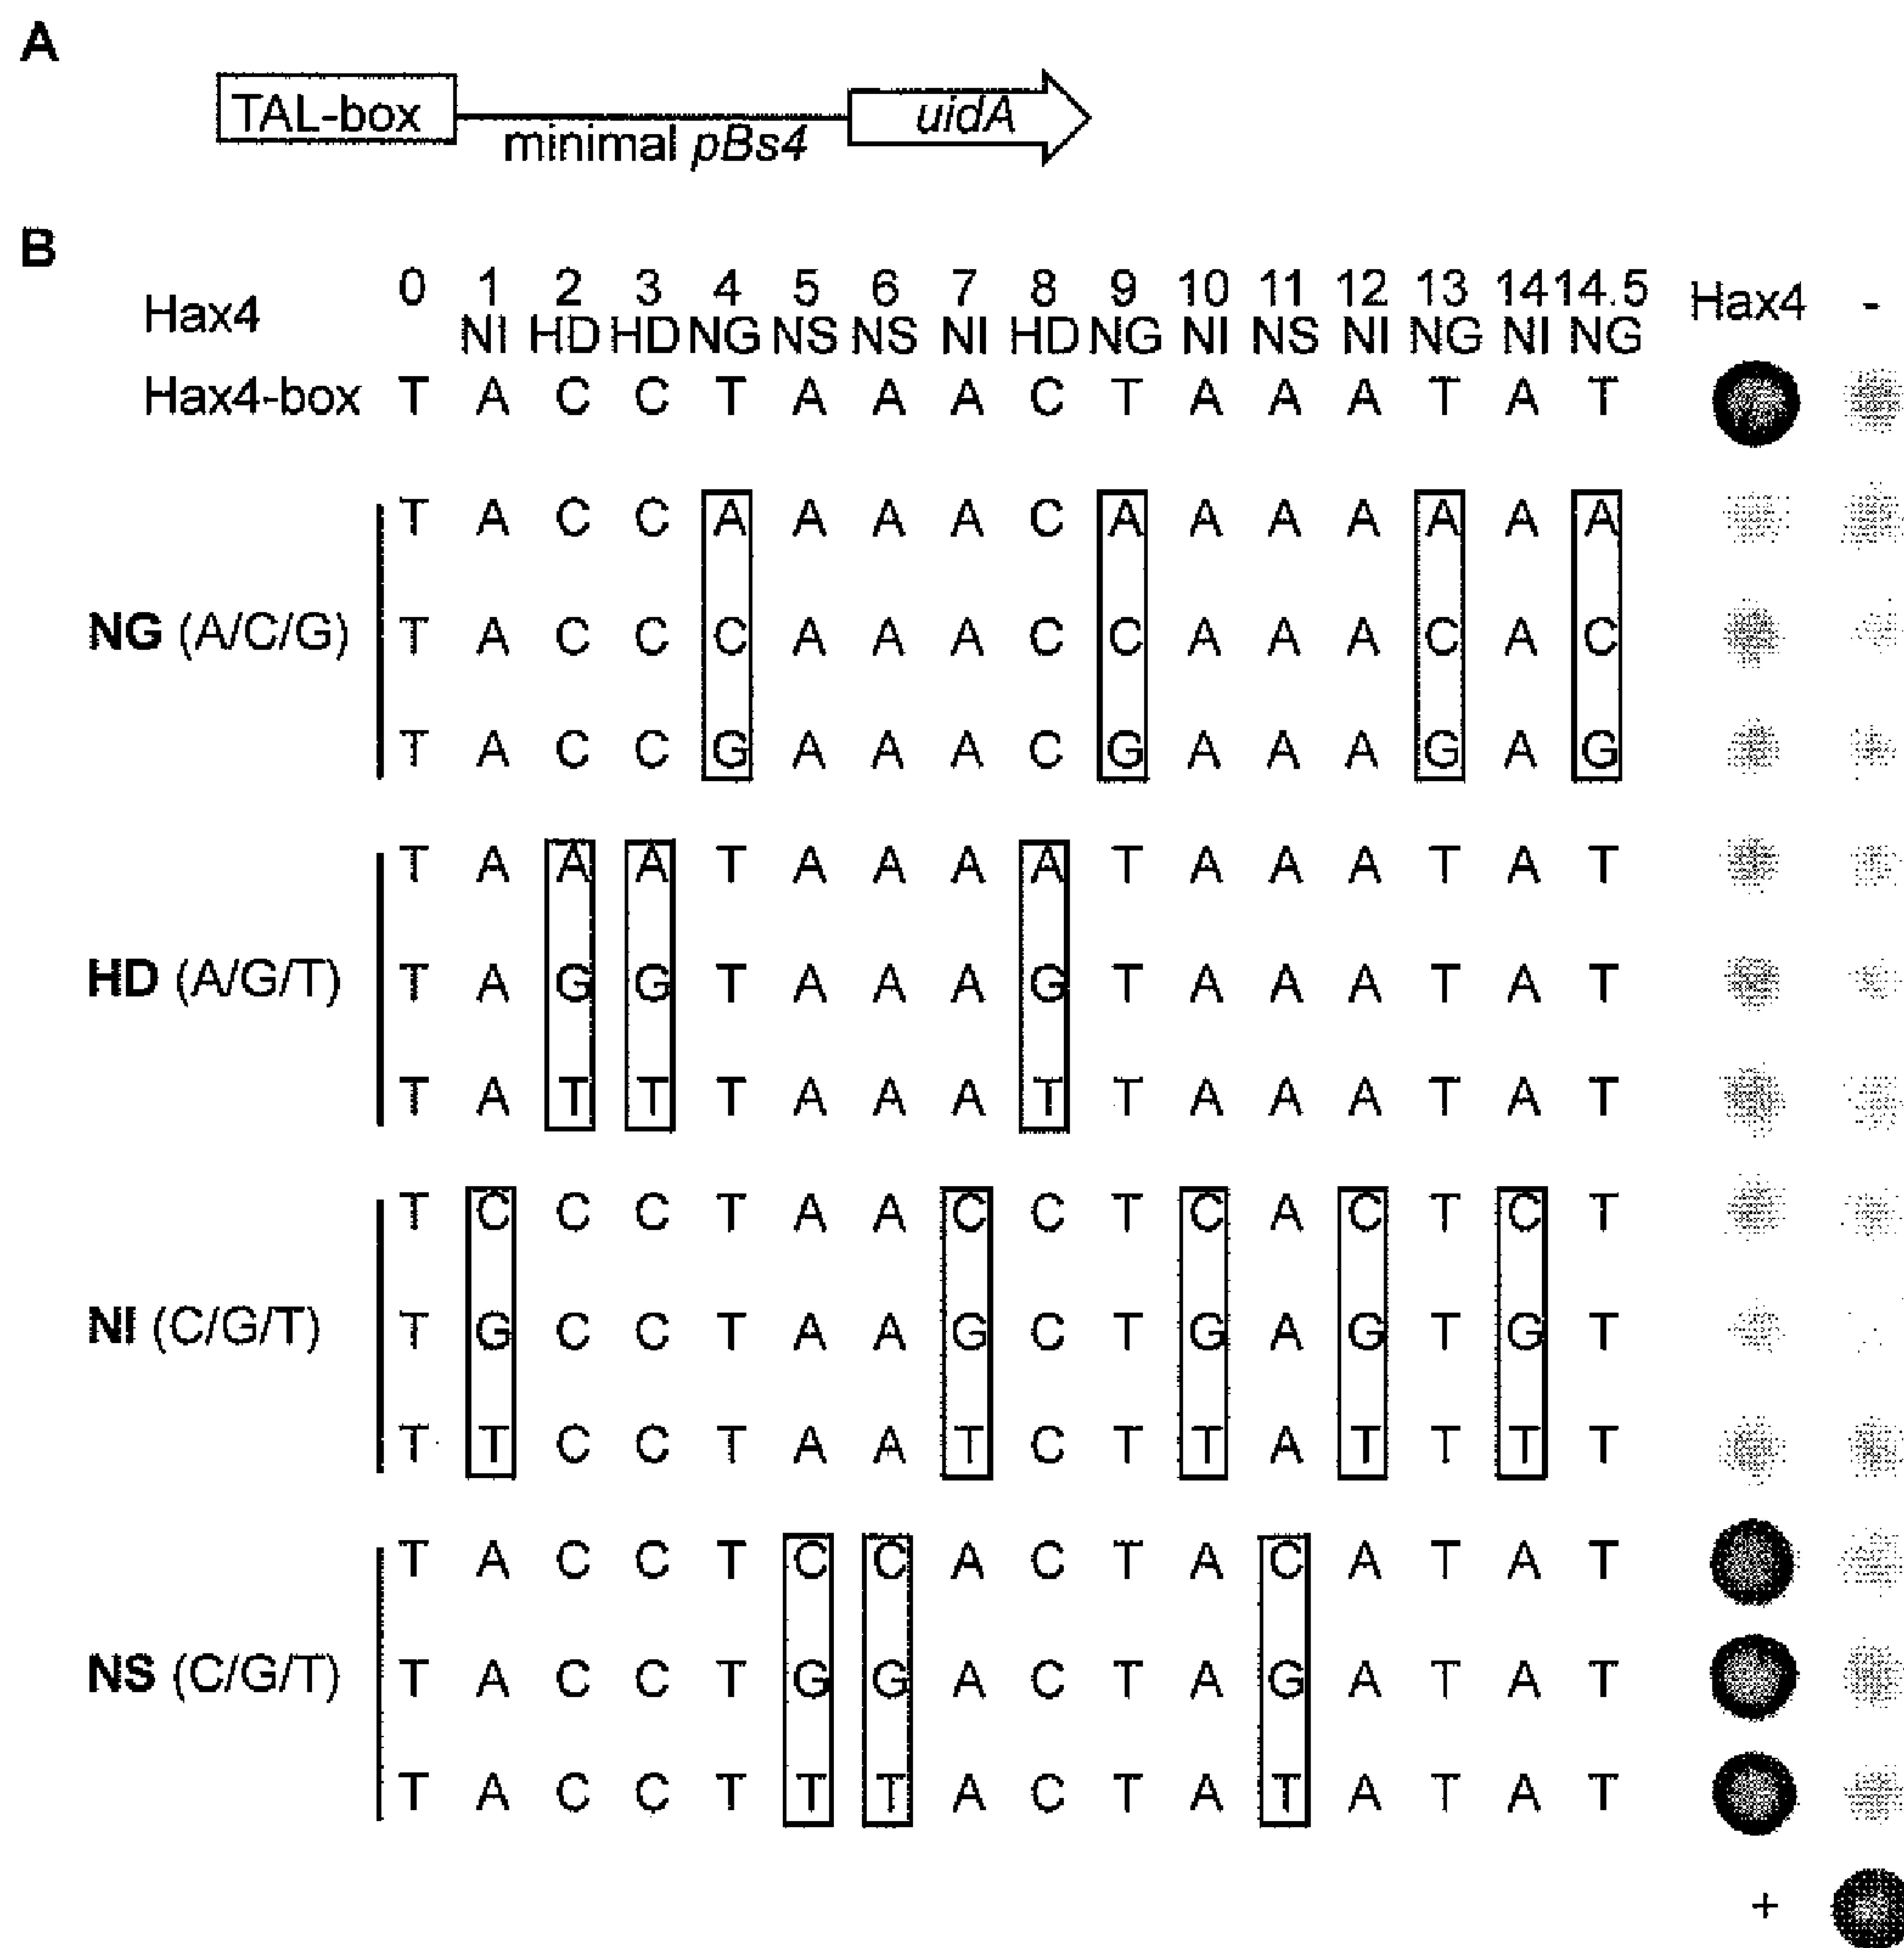 A
TAL-box
minimal pBs4
uidA
B
0 1 2 3 4 5 6 7 8 9 10 11 12 13 14 14.5
Hax4 NI HD HD NG NS NS NI HD NG NI NS NI NG NI NG Hax4 -
Hax4-box T A C C T A A A C T A A A T A T
T A C C A A A A C A A A A A A A
NG (A/C/G) T A C C C A A A C C A A A C A C
T A C C G A A A C G A A A G A G
T A A A T A A A A T A A A T A T
HD (A/G/T) T A G G T A A A G T A A A T A T
T A T T T A A A T T A A A T A T
T C C C T A A C C T C A C T C T
NI (C/G/T) T G C C T A A G C T G A G T G T
T T C C T A A T C T T A T T T T
T A C C T C C A C T A C A T A T
NS (C/G/T) T A C C T G G A C T A G A T A T
T A C C T T T A C T A T A T A T
+